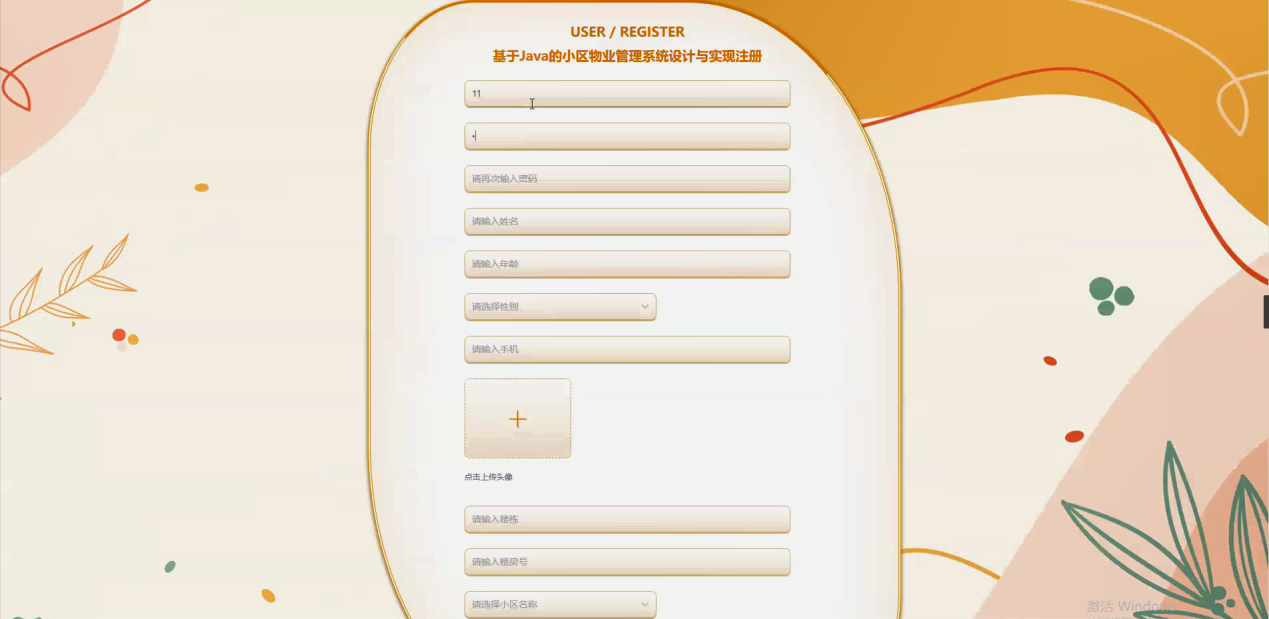 USER / REGISTER
基于Java的小区物业管理系统设计与实现注册
11
请再次输入密码
请输入姓名
请输入年龄
请选择性别
请输入手机
点击上传头像
请输入楼栋
请输入楼房号
请选择小区名称
激活 Windows